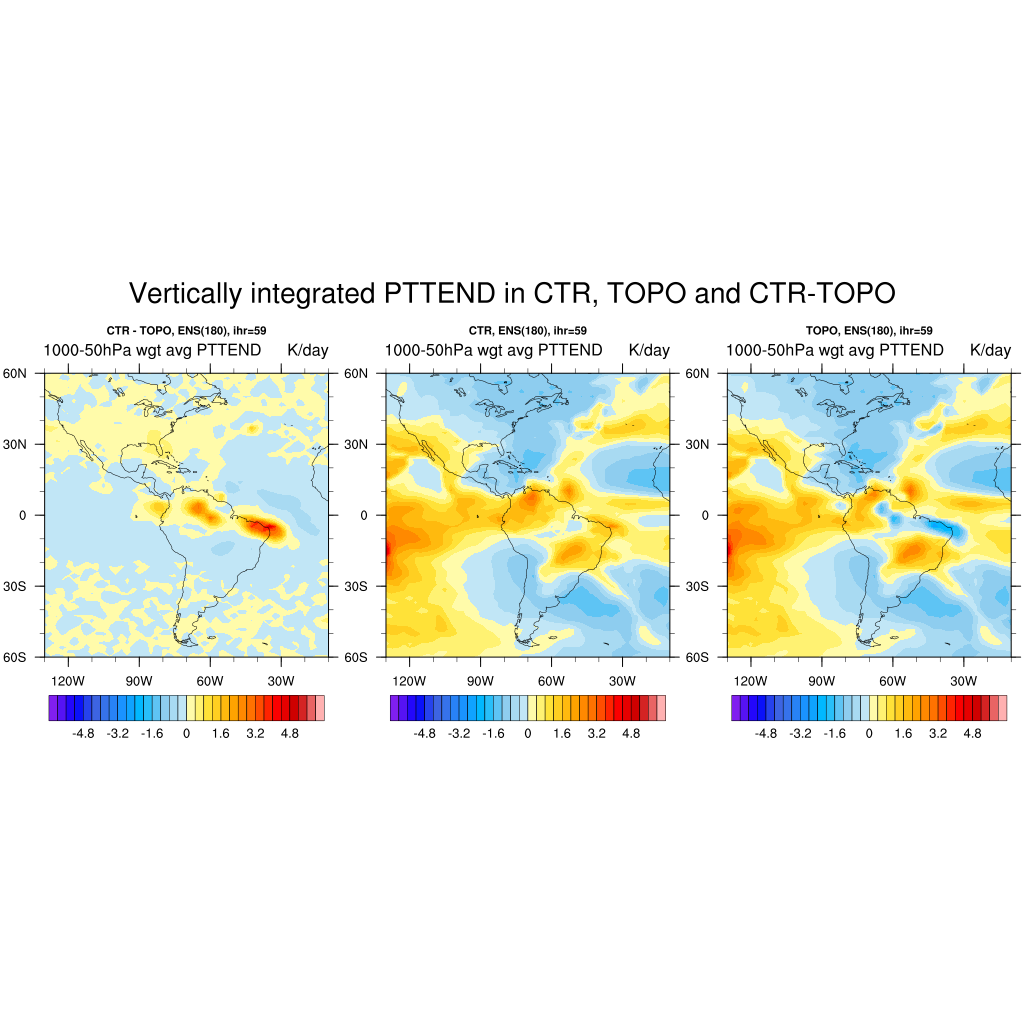 Vertically integrated PTTEND in CTR, TOPO and CTR-TOPO
CTR - TOPO, ENS(180), ihr=59
1000-50hPa wgt avg PTTEND K/day
60N
30N
0
30S
60S
120W 90W 60W 30W
-4.8 -3.2 -1.6 0 1.6 3.2 4.8
CTR, ENS(180), ihr=59
1000-50hPa wgt avg PTTEND K/day
60N
30N
0
30S
60S
120W 90W 60W 30W
-4.8 -3.2 -1.6 0 1.6 3.2 4.8
TOPO, ENS(180), ihr=59
1000-50hPa wgt avg PTTEND K/day
60N
30N
0
30S
60S
120W 90W 60W 30W
-4.8 -3.2 -1.6 0 1.6 3.2 4.8